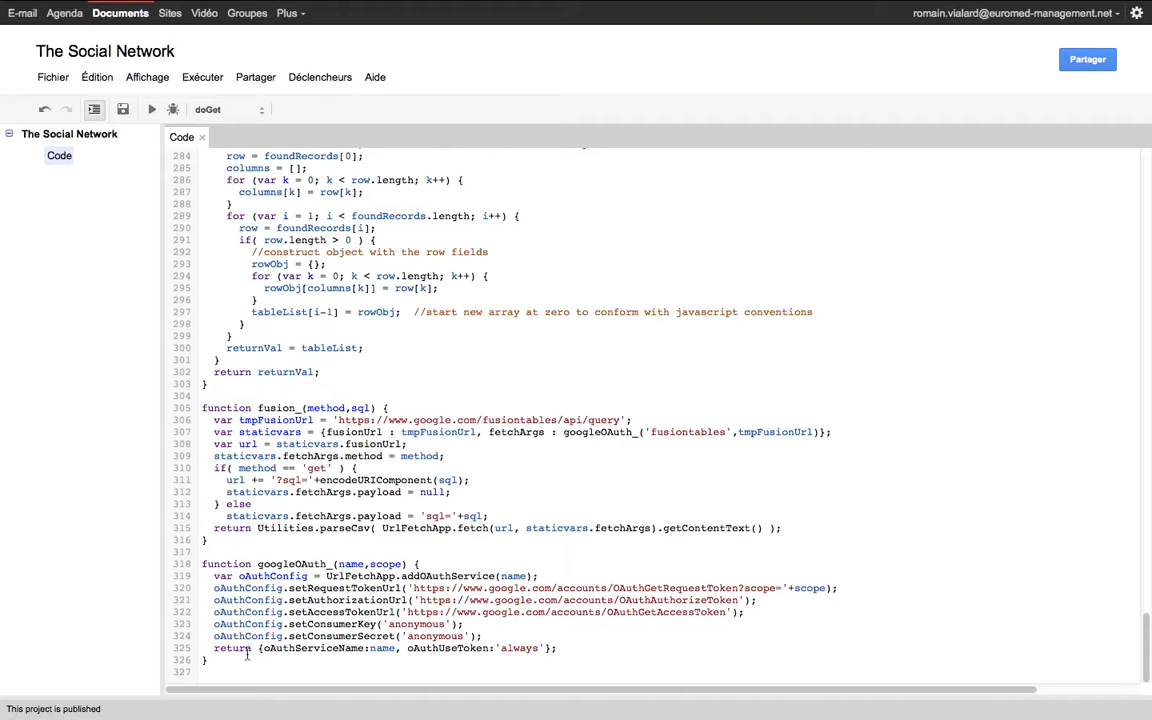 E-mail Agenda Documents Sites Vidéo Groupes Plus romain.vialard@euromed-management.net
The Social Network
Partager
Fichier Édition Affichage Exécuter Partager Déclencheurs Aide
doGet
The Social Network
Code
Code
284 row = foundRecords[0];
285 columns = [];
286 for (var k = 0; k < row.length; k++) {
287 columns[k] = row[k];
288 }
289 for (var i = 1; i < foundRecords.length; i++) {
290 row = foundRecords[i];
291 if( row.length > 0 ) {
292 //construct object with the row fields
293 rowObj = {};
294 for (var k = 0; k < row.length; k++) {
295 rowObj[columns[k]] = row[k];
296 }
297 tableList[i-1] = rowObj; //start new array at zero to conform with javascript conventions
298 }
299 }
300 returnVal = tableList;
301 }
302 return returnVal;
303 }
304
305 function fusion_(method,sql) {
306 var tmpFusionUrl = 'https://www.google.com/fusiontables/api/query';
307 var staticvars = {fusionUrl : tmpFusionUrl, fetchArgs : googleOAuth_('fusiontables',tmpFusionUrl)};
308 var url = staticvars.fusionUrl;
309 staticvars.fetchArgs.method = method;
310 if( method == 'get' ) {
311 url += '?sql='+encodeURIComponent(sql);
312 staticvars.fetchArgs.payload = null;
313 } else
314 staticvars.fetchArgs.payload = 'sql='+sql;
315 return Utilities.parseCsv( UrlFetchApp.fetch(url, staticvars.fetchArgs).getContentText() );
316 }
317
318 function googleOAuth_(name,scope) {
319 var oAuthConfig = UrlFetchApp.addOAuthService(name);
320 oAuthConfig.setRequestTokenUrl('https://www.google.com/accounts/OAuthGetRequestToken?scope='+scope);
321 oAuthConfig.setAuthorizationUrl('https://www.google.com/accounts/OAuthAuthorizeToken');
322 oAuthConfig.setAccessTokenUrl('https://www.google.com/accounts/OAuthGetAccessToken');
323 oAuthConfig.setConsumerKey('anonymous');
324 oAuthConfig.setConsumerSecret('anonymous');
325 return {oAuthServiceName:name, oAuthUseToken:'always'};
326 }
327
This project is published